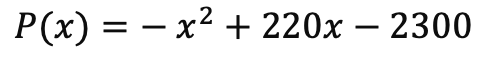 P(x) = − x² + 220x − 2300